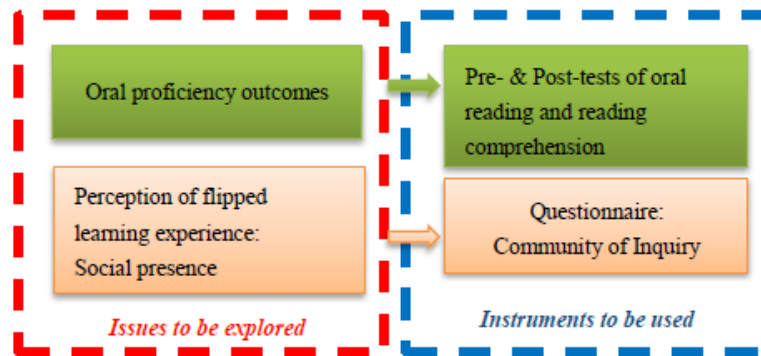 Oral proficiency outcomes
Pre- & Post-tests of oral
reading and reading
comprehension
Perception of flipped
learning experience:
Social presence
Questionnaire:
Community of Inquiry
Issues to be explored
Instruments to be used